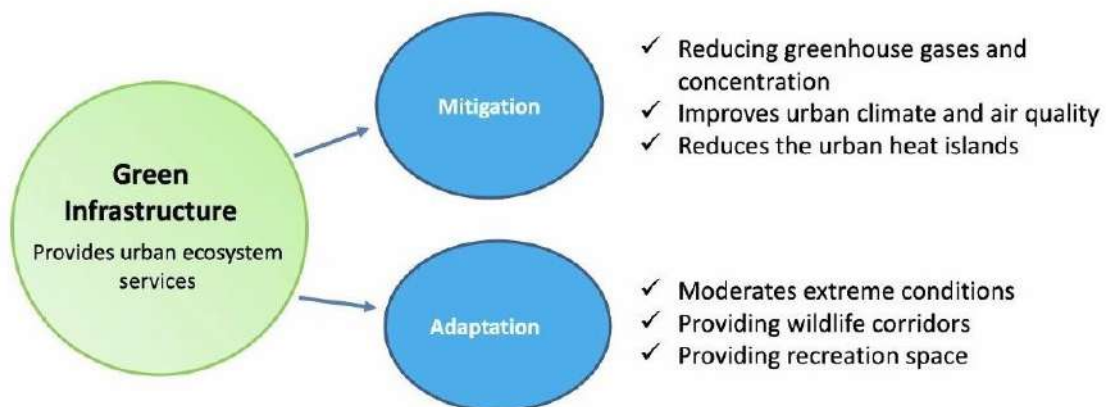 Green
Infrastructure
Provides urban ecosystem
services
Mitigation
✓ Reducing greenhouse gases and
concentration
✓ Improves urban climate and air quality
✓ Reduces the urban heat islands
Adaptation
✓ Moderates extreme conditions
✓ Providing wildlife corridors
✓ Providing recreation space